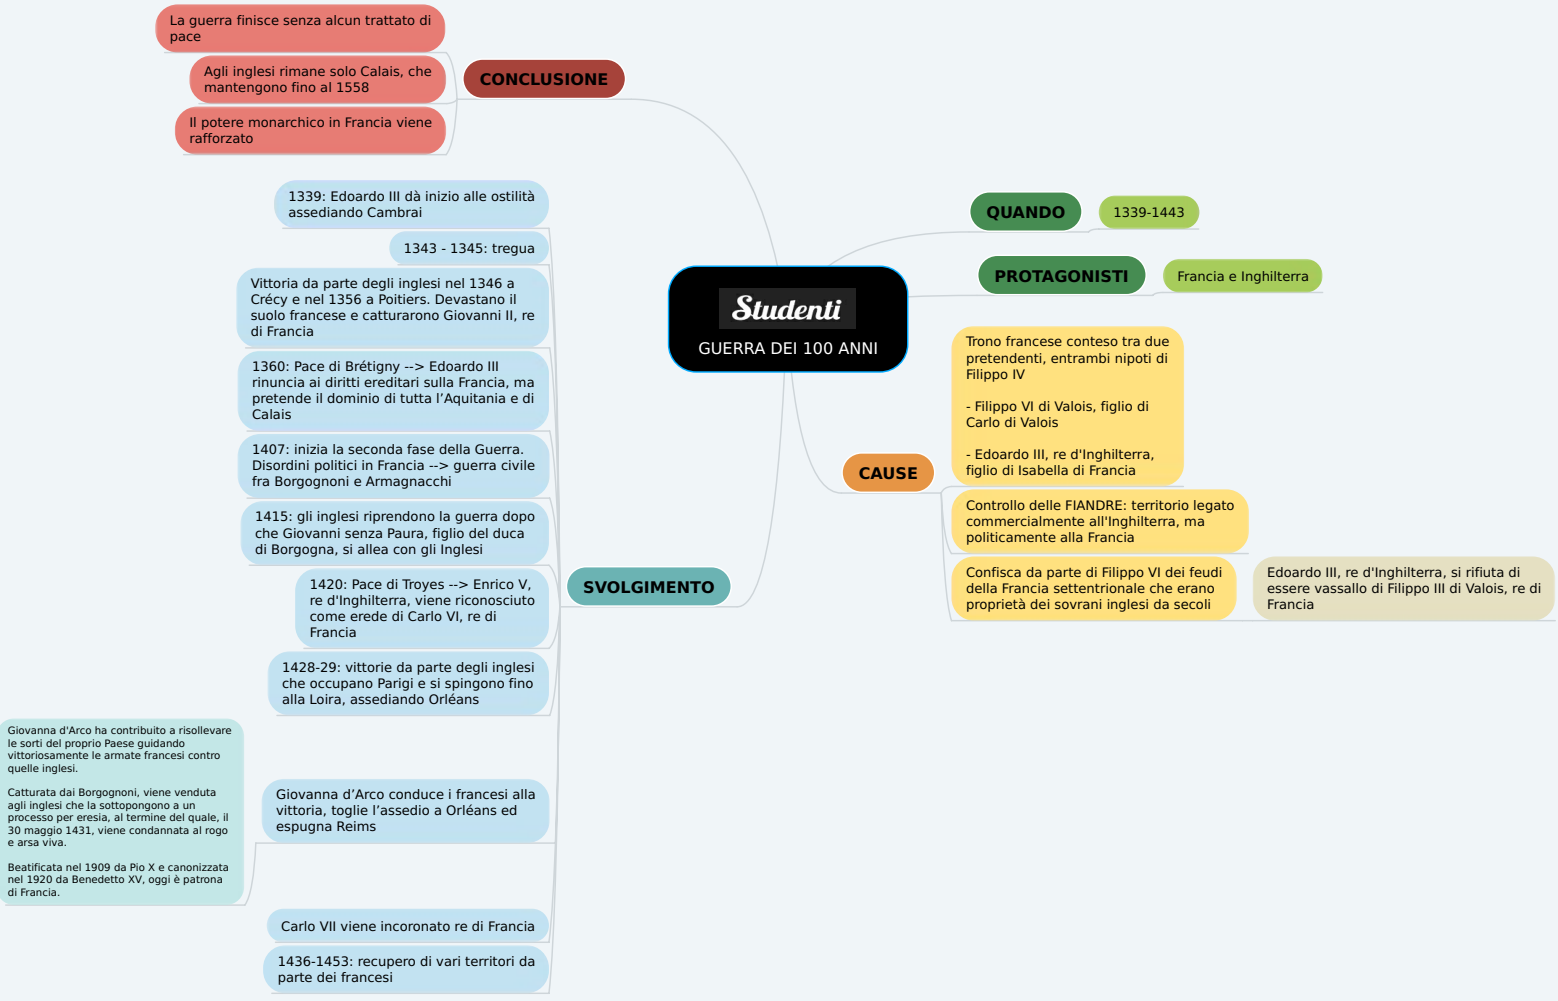 Studenti
GUERRA DEI 100 ANNI
QUANDO
1339-1443
PROTAGONISTI
Francia e Inghilterra
CAUSE
Trono francese conteso tra due
pretendenti, entrambi nipoti di
Filippo IV
- Filippo VI di Valois, figlio di
Carlo di Valois
- Edoardo III, re d'Inghilterra,
figlio di Isabella di Francia
Controllo delle FIANDRE: territorio legato
commercialmente all'Inghilterra, ma
politicamente alla Francia
Confisca da parte di Filippo VI dei feudi
della Francia settentrionale che erano
proprietà dei sovrani inglesi da secoli
Edoardo III, re d'Inghilterra, si rifiuta di
essere vassallo di Filippo III di Valois, re di
Francia
SVOLGIMENTO
1339: Edoardo III dà inizio alle ostilità
assediando Cambrai
1343 - 1345: tregua
Vittoria da parte degli inglesi nel 1346 a
Crécy e nel 1356 a Poitiers. Devastano il
suolo francese e catturarono Giovanni II, re
di Francia
1360: Pace di Brétigny --> Edoardo III
rinuncia ai diritti ereditari sulla Francia, ma
pretende il dominio di tutta l’Aquitania e di
Calais
1407: inizia la seconda fase della Guerra.
Disordini politici in Francia --> guerra civile
fra Borgognoni e Armagnacchi
1415: gli inglesi riprendono la guerra dopo
che Giovanni senza Paura, figlio del duca
di Borgogna, si allea con gli Inglesi
1420: Pace di Troyes --> Enrico V,
re d'Inghilterra, viene riconosciuto
come erede di Carlo VI, re di
Francia
1428-29: vittorie da parte degli inglesi
che occupano Parigi e si spingono fino
alla Loira, assediando Orléans
Giovanna d’Arco conduce i francesi alla
vittoria, toglie l’assedio a Orléans ed
espugna Reims
Giovanna d'Arco ha contribuito a risollevare
le sorti del proprio Paese guidando
vittoriosamente le armate francesi contro
quelle inglesi.
Catturata dai Borgognoni, viene venduta
agli inglesi che la sottopongono a un
processo per eresia, al termine del quale, il
30 maggio 1431, viene condannata al rogo
e arsa viva.
Beatificata nel 1909 da Pio X e canonizzata
nel 1920 da Benedetto XV, oggi è patrona
di Francia.
Carlo VII viene incoronato re di Francia
1436-1453: recupero di vari territori da
parte dei francesi
CONCLUSIONE
La guerra finisce senza alcun trattato di
pace
Agli inglesi rimane solo Calais, che
mantengono fino al 1558
Il potere monarchico in Francia viene
rafforzato